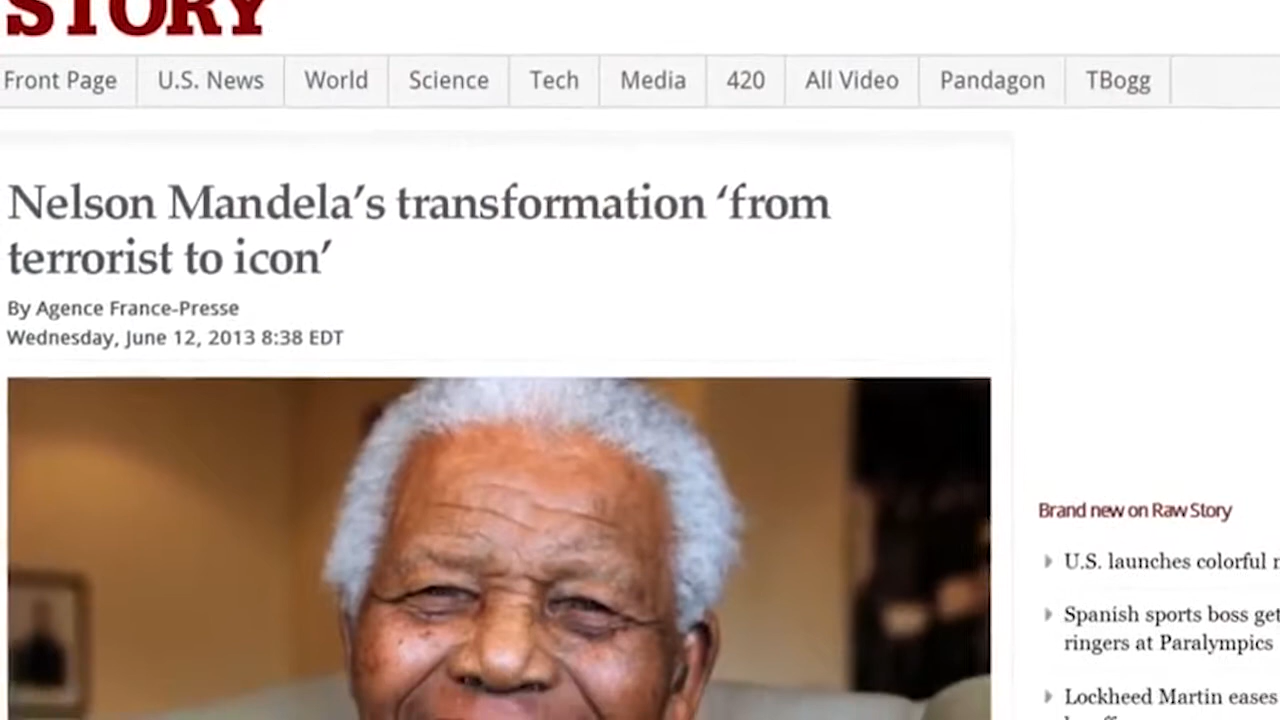 STORY
Front Page U.S. News World Science Tech Media 420 All Video Pandagon TBogg
Nelson Mandela’s transformation ‘from
terrorist to icon’
By Agence France-Presse
Wednesday, June 12, 2013 8:38 EDT
Brand new on Raw Story
U.S. launches colorful
Spanish sports boss
ringers at Paralympics
Lockheed Martin eases